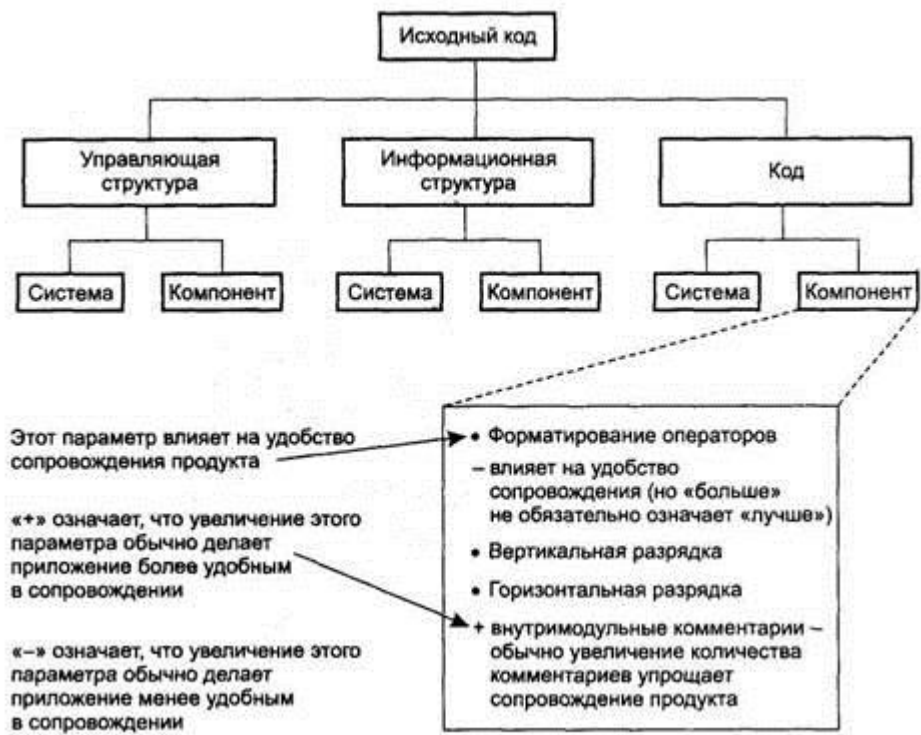 Исходный код
Управляющая
структура
Информационная
структура
Код
Система
Компонент
Система
Компонент
Система
Компонент
Этот параметр влияет на удобство
сопровождения продукта
«+» означает, что увеличение этого
параметра обычно делает
приложение более удобным
в сопровождении
«–» означает, что увеличение этого
параметра обычно делает
приложение менее удобным
в сопровождении
• Форматирование операторов
– влияет на удобство
сопровождения (но «больше»
не обязательно означает «лучше»)
• Вертикальная разрядка
• Горизонтальная разрядка
+ внутримодульные комментарии –
обычно увеличение количества
комментариев упрощает
сопровождение продукта